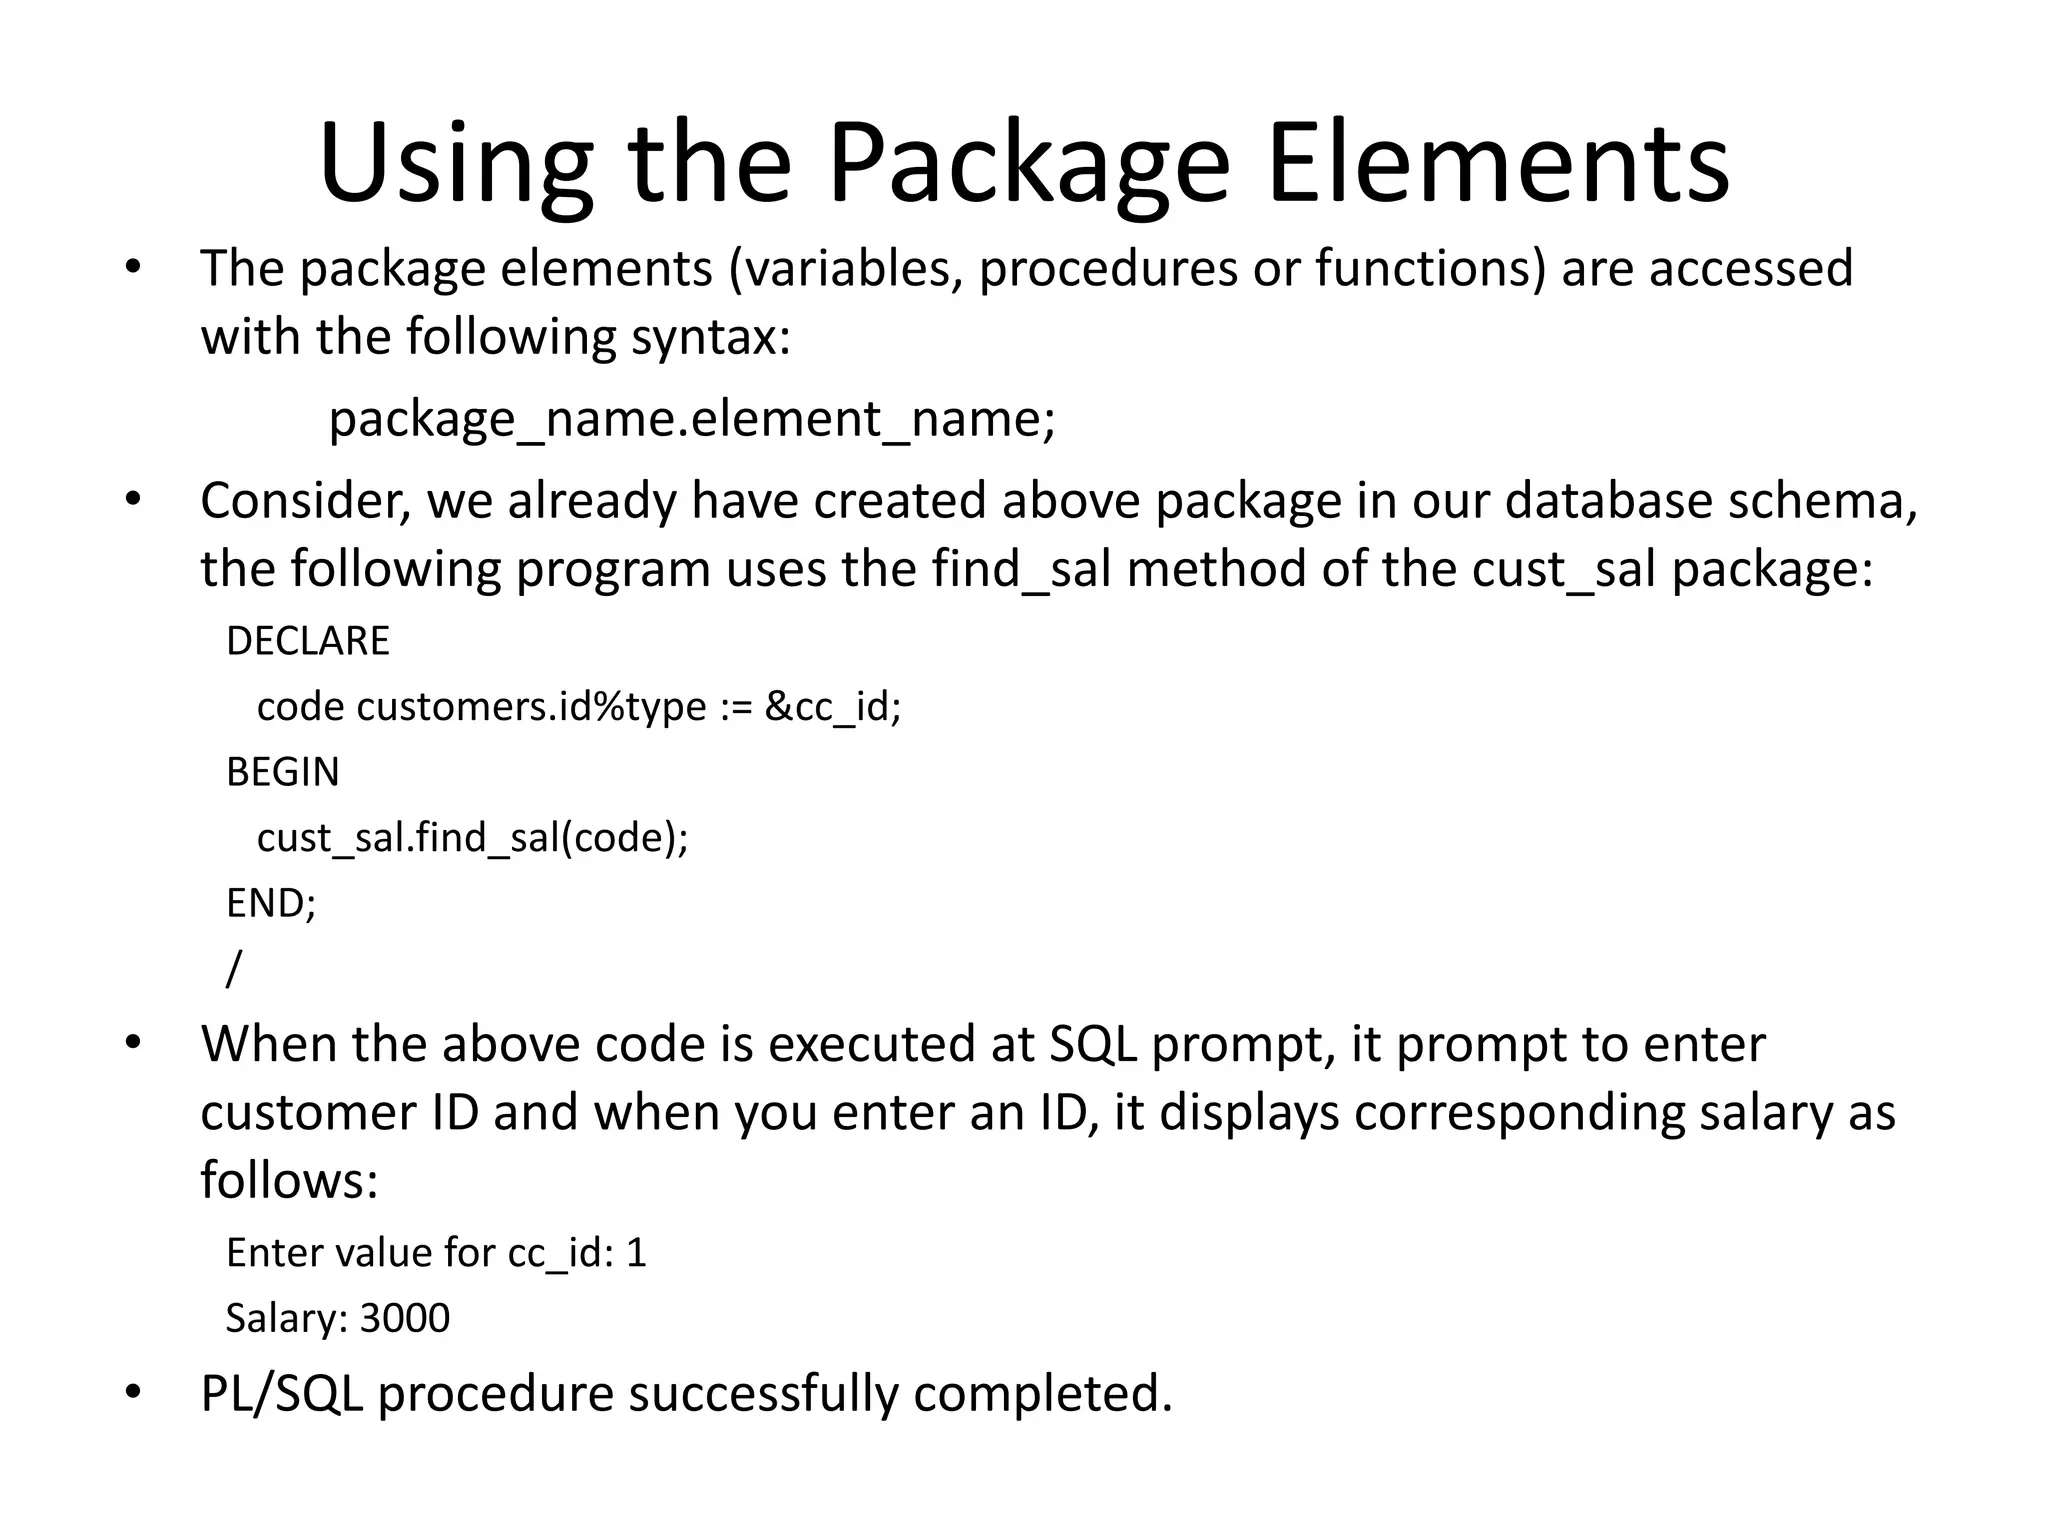 Using the Package Elements
• The package elements (variables, procedures or functions) are accessed
with the following syntax:
package_name.element_name;
• Consider, we already have created above package in our database schema,
the following program uses the find_sal method of the cust_sal package:
DECLARE
code customers.id%type := &cc_id;
BEGIN
cust_sal.find_sal(code);
END;
/
• When the above code is executed at SQL prompt, it prompt to enter
customer ID and when you enter an ID, it displays corresponding salary as
follows:
Enter value for cc_id: 1
Salary: 3000
• PL/SQL procedure successfully completed.